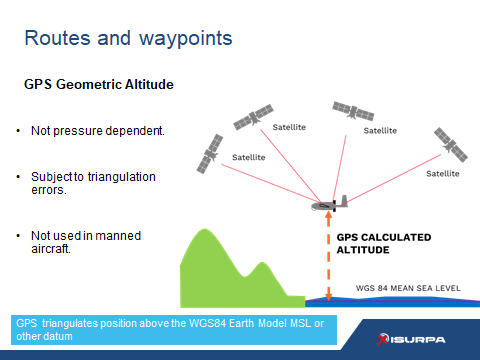 Routes and waypoints
GPS Geometric Altitude
• Not pressure dependent.
• Subject to triangulation
errors.
• Not used in manned
aircraft.
Satellite
Satellite
Satellite
Satellite
GPS CALCULATED
ALTITUDE
WGS 84 MEAN SEA LEVEL
GPS triangulates position above the WGS84 Earth Model MSL or
other datum
ISURPA